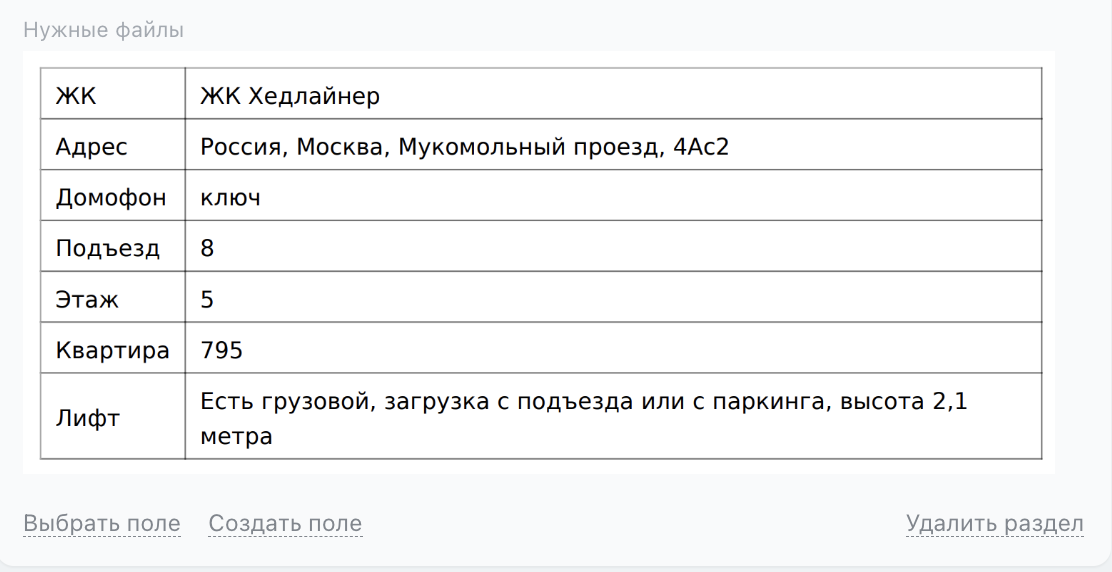 Нужные файлы
ЖК ЖК Хедлайнер
Адрес Россия, Москва, Мукомольный проезд, 4Ас2
Домофон ключ
Подъезд 8
Этаж 5
Квартира 795
Лифт Есть грузовой, загрузка с подъезда или с паркинга, высота 2,1
метра
Выбрать поле Создать поле Удалить раздел